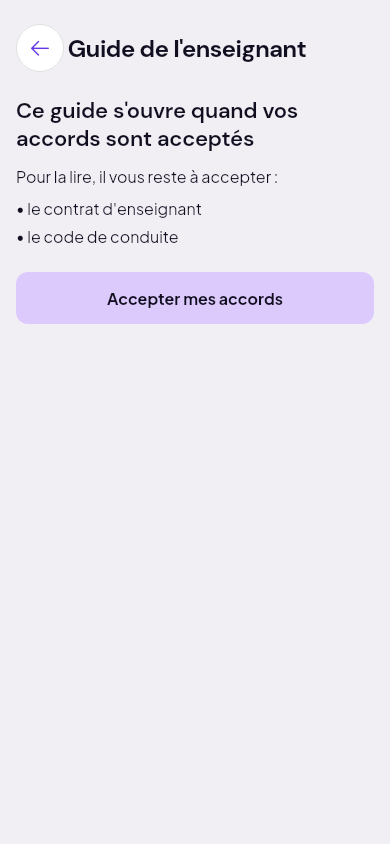 Guide de l'enseignant
Ce guide s'ouvre quand vos
accords sont acceptés
Pour la lire, il vous reste à accepter :
• le contrat d'enseignant
• le code de conduite
Accepter mes accords